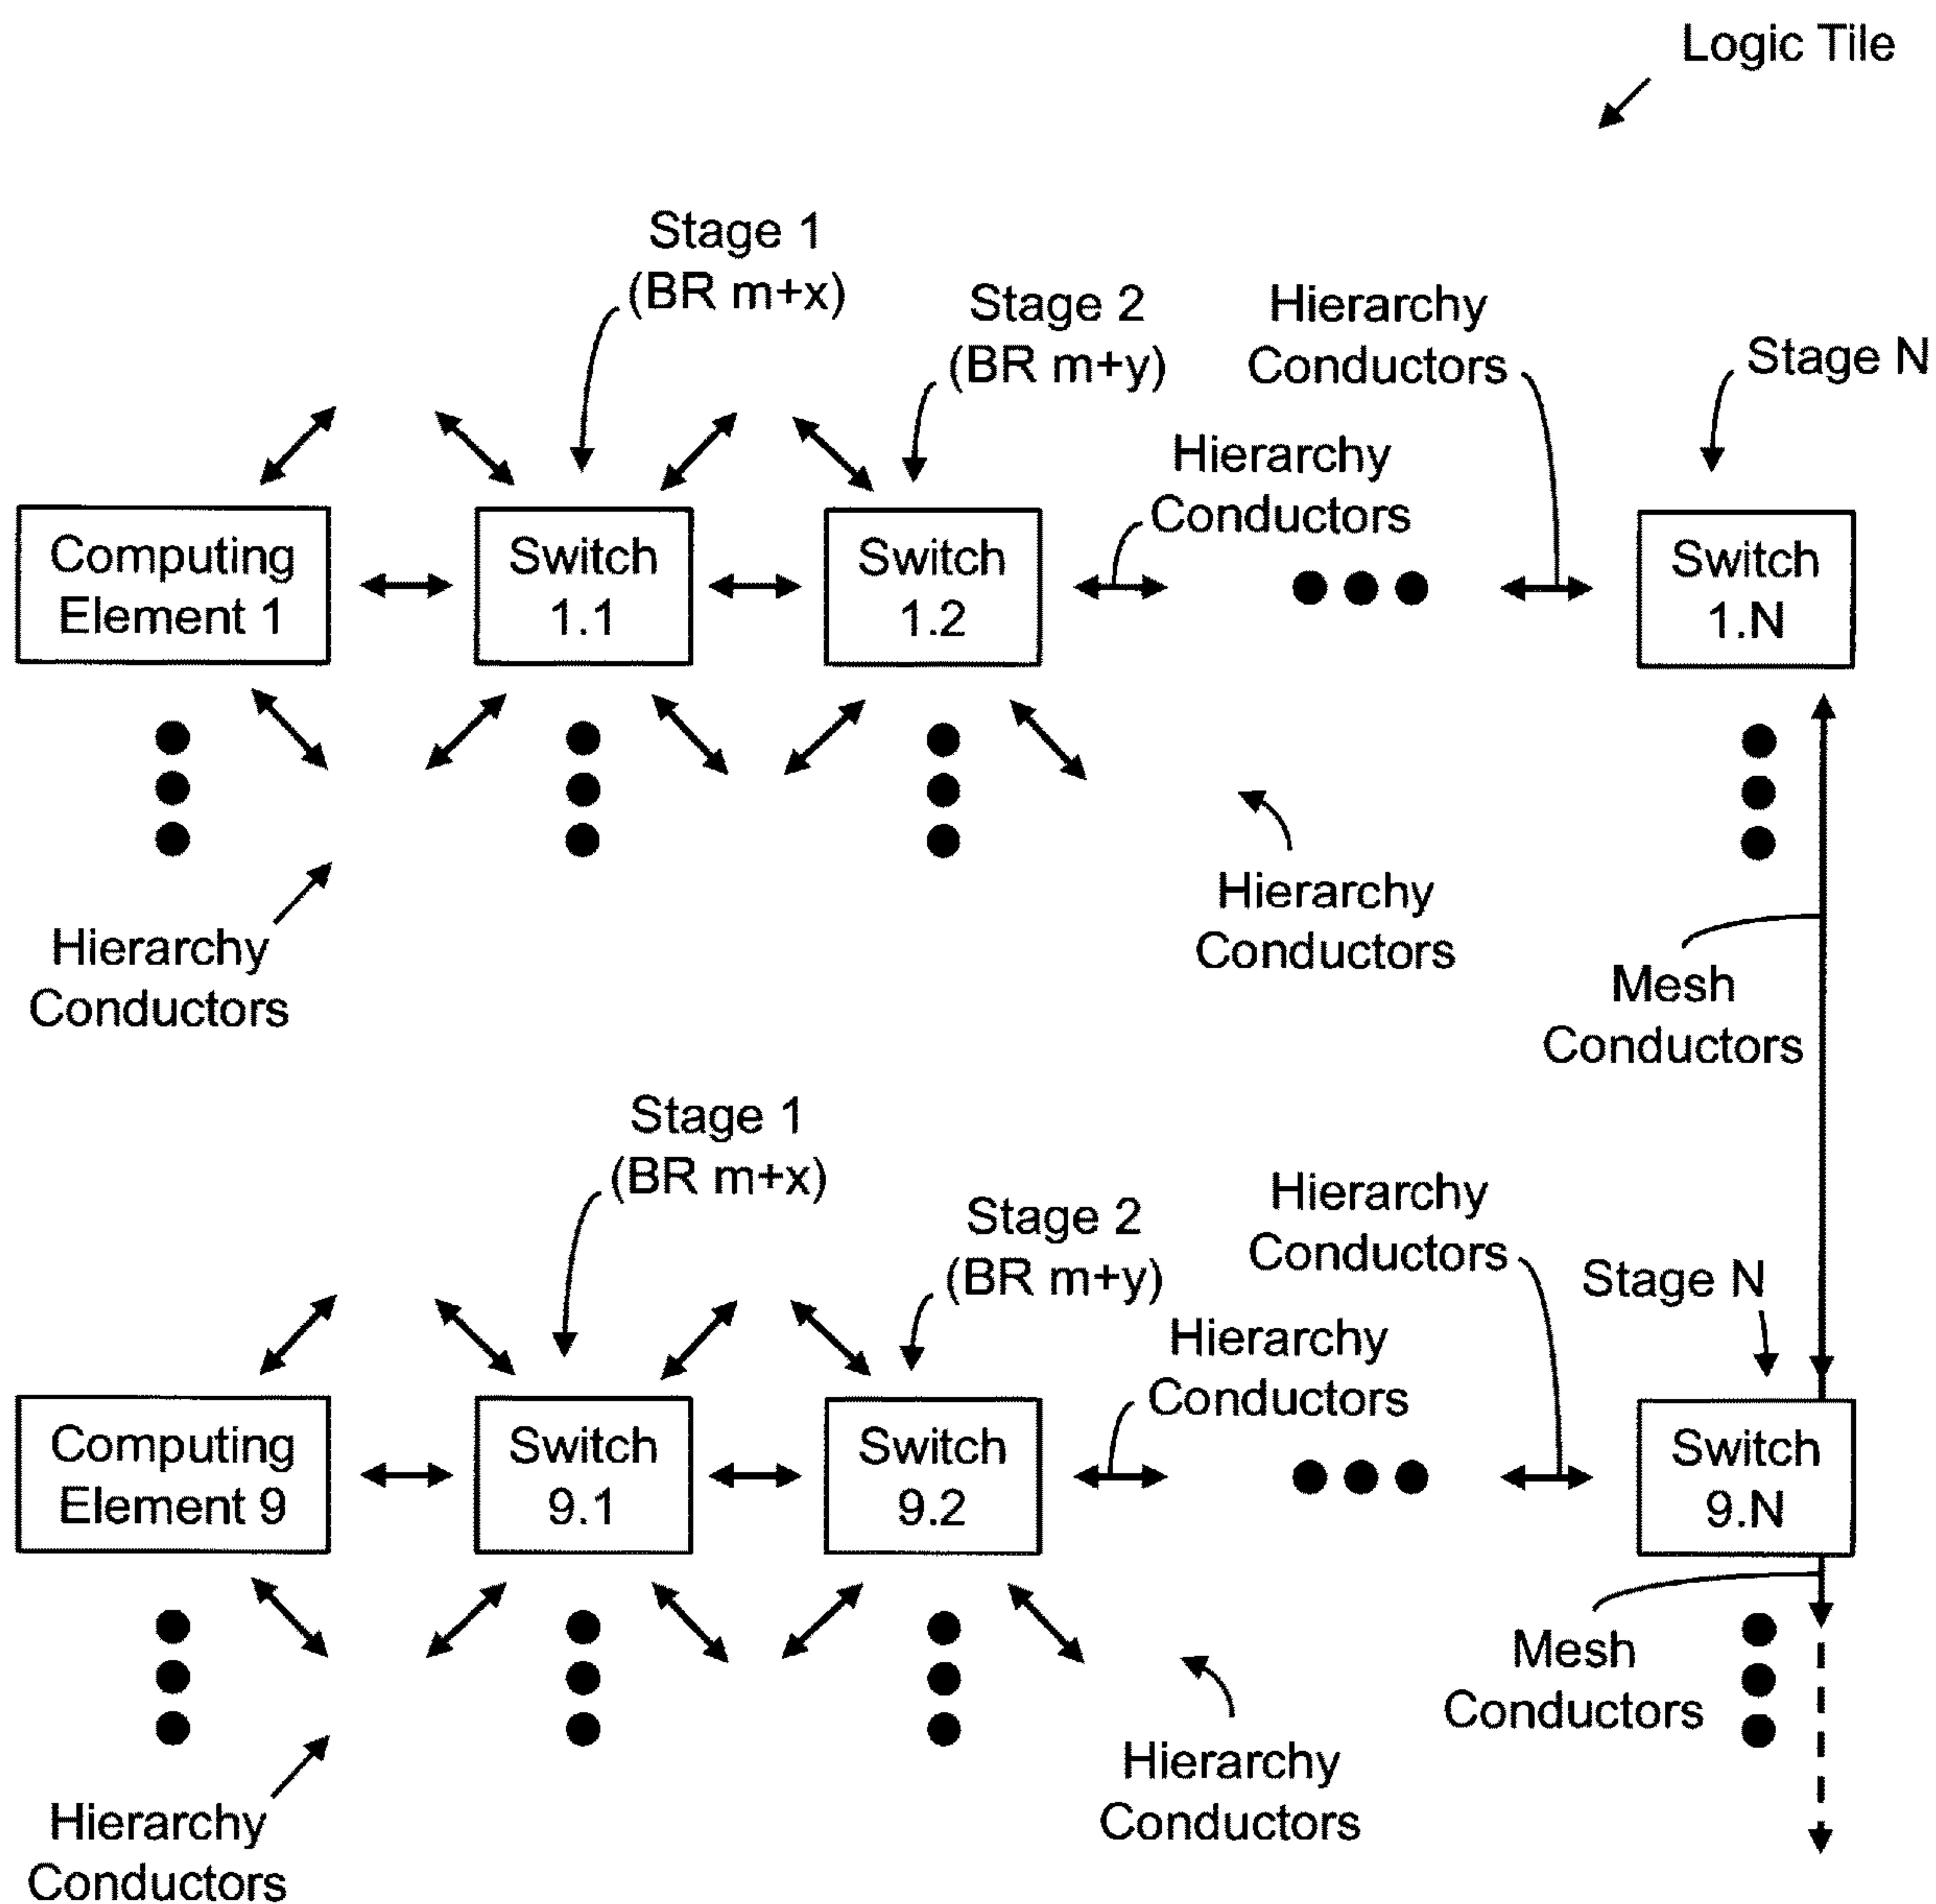 Logic Tile
Stage 1
(BR m+x)
Stage 2
(BR m+y)
Hierarchy
Conductors
Stage N
Hierarchy
Conductors
Computing
Element 1
Switch
1.1
Switch
1.2
Switch
1.N
Hierarchy
Conductors
Hierarchy
Conductors
Mesh
Conductors
Stage 1
(BR m+x)
Stage 2
(BR m+y)
Hierarchy
Conductors
Stage N
Hierarchy
Conductors
Computing
Element 9
Switch
9.1
Switch
9.2
Switch
9.N
Mesh
Conductors
Hierarchy
Conductors
Hierarchy
Conductors